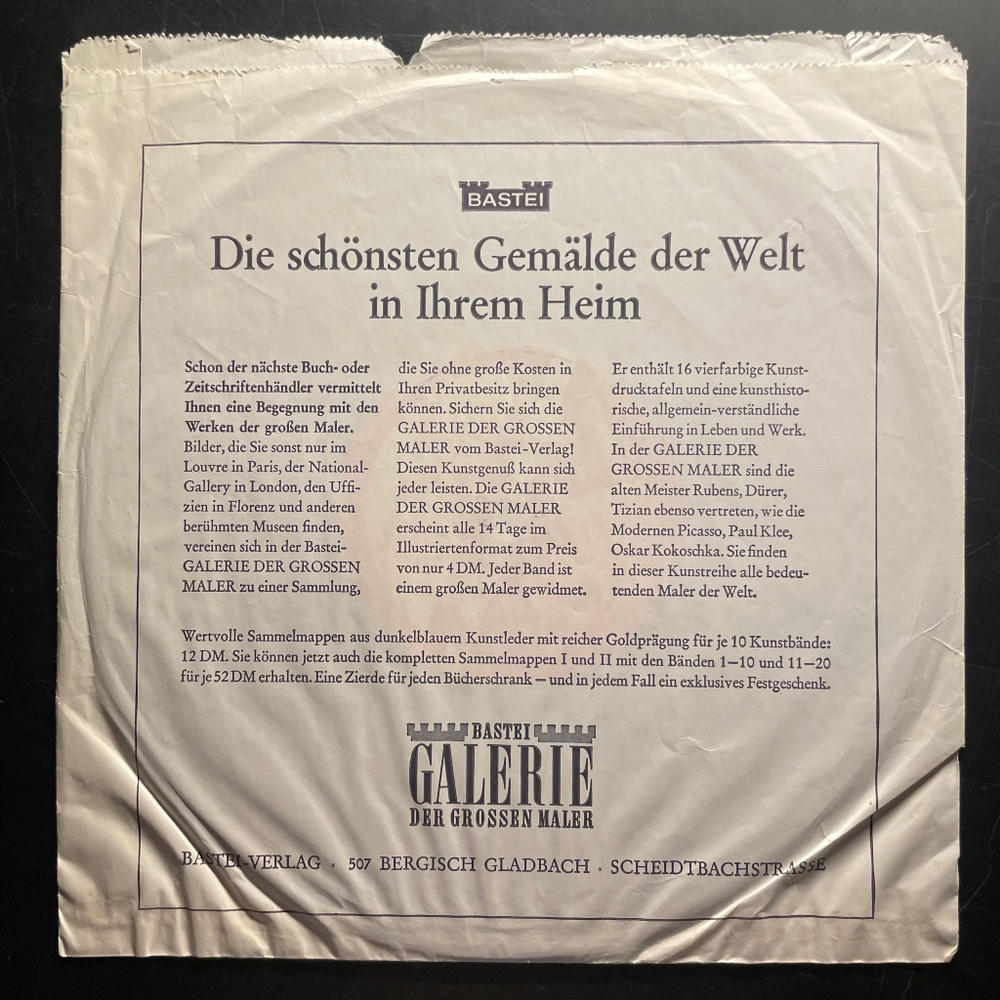 BASTEI
Die schönsten Gemälde der Welt
in Ihrem Heim
Schon der nächste Buch- oder
Zeitschriftenhändler vermittelt
Ihnen eine Begegnung mit den
Werken der großen Maler.
Bilder, die Sie sonst nur im
Louvre in Paris, der National-
Gallery in London, den Uffi-
zien in Florenz und anderen
berühmten Museen finden,
vereinen sich in der Bastei-
GALERIE DER GROSSEN
MALER zu einer Sammlung,
die Sie ohne große Kosten in
Ihren Privatbesitz bringen
können. Sichern Sie sich die
GALERIE DER GROSSEN
MALER vom Bastei-Verlag!
Diesen Kunstgenuß kann sich
jeder leisten. Die GALERIE
DER GROSSEN MALER
erscheint alle 14 Tage im
Illustriertenformat zum Preis
von nur 4 DM. Jeder Band ist
einem großen Maler gewidmet.
Er enthält 16 vierfarbige Kunst-
drucktafeln und eine kunsthisto-
rische, allgemein-verständliche
Einführung in Leben und Werk.
In der GALERIE DER
GROSSEN MALER sind die
alten Meister Rubens, Dürer,
Tizian ebenso vertreten, wie die
Modernen Picasso, Paul Klee,
Oskar Kokoschka. Sie finden
in dieser Kunstreihe alle bedeu-
tenden Maler der Welt.
Wertvolle Sammelmappen aus dunkelblauem Kunstleder mit reicher Goldprägung für je 10 Kunstbände:
12 DM. Sie können jetzt auch die kompletten Sammelmappen I und II mit den Bänden 1—10 und 11—20
für je 52 DM erhalten. Eine Zierde für jeden Bücherschrank — und in jedem Fall ein exklusives Festgeschenk.
BASTEI
GALERIE
DER GROSSEN MALER
BASTEI-VERLAG · 507 BERGISCH GLADBACH · SCHEIDTBACHSTRASSE